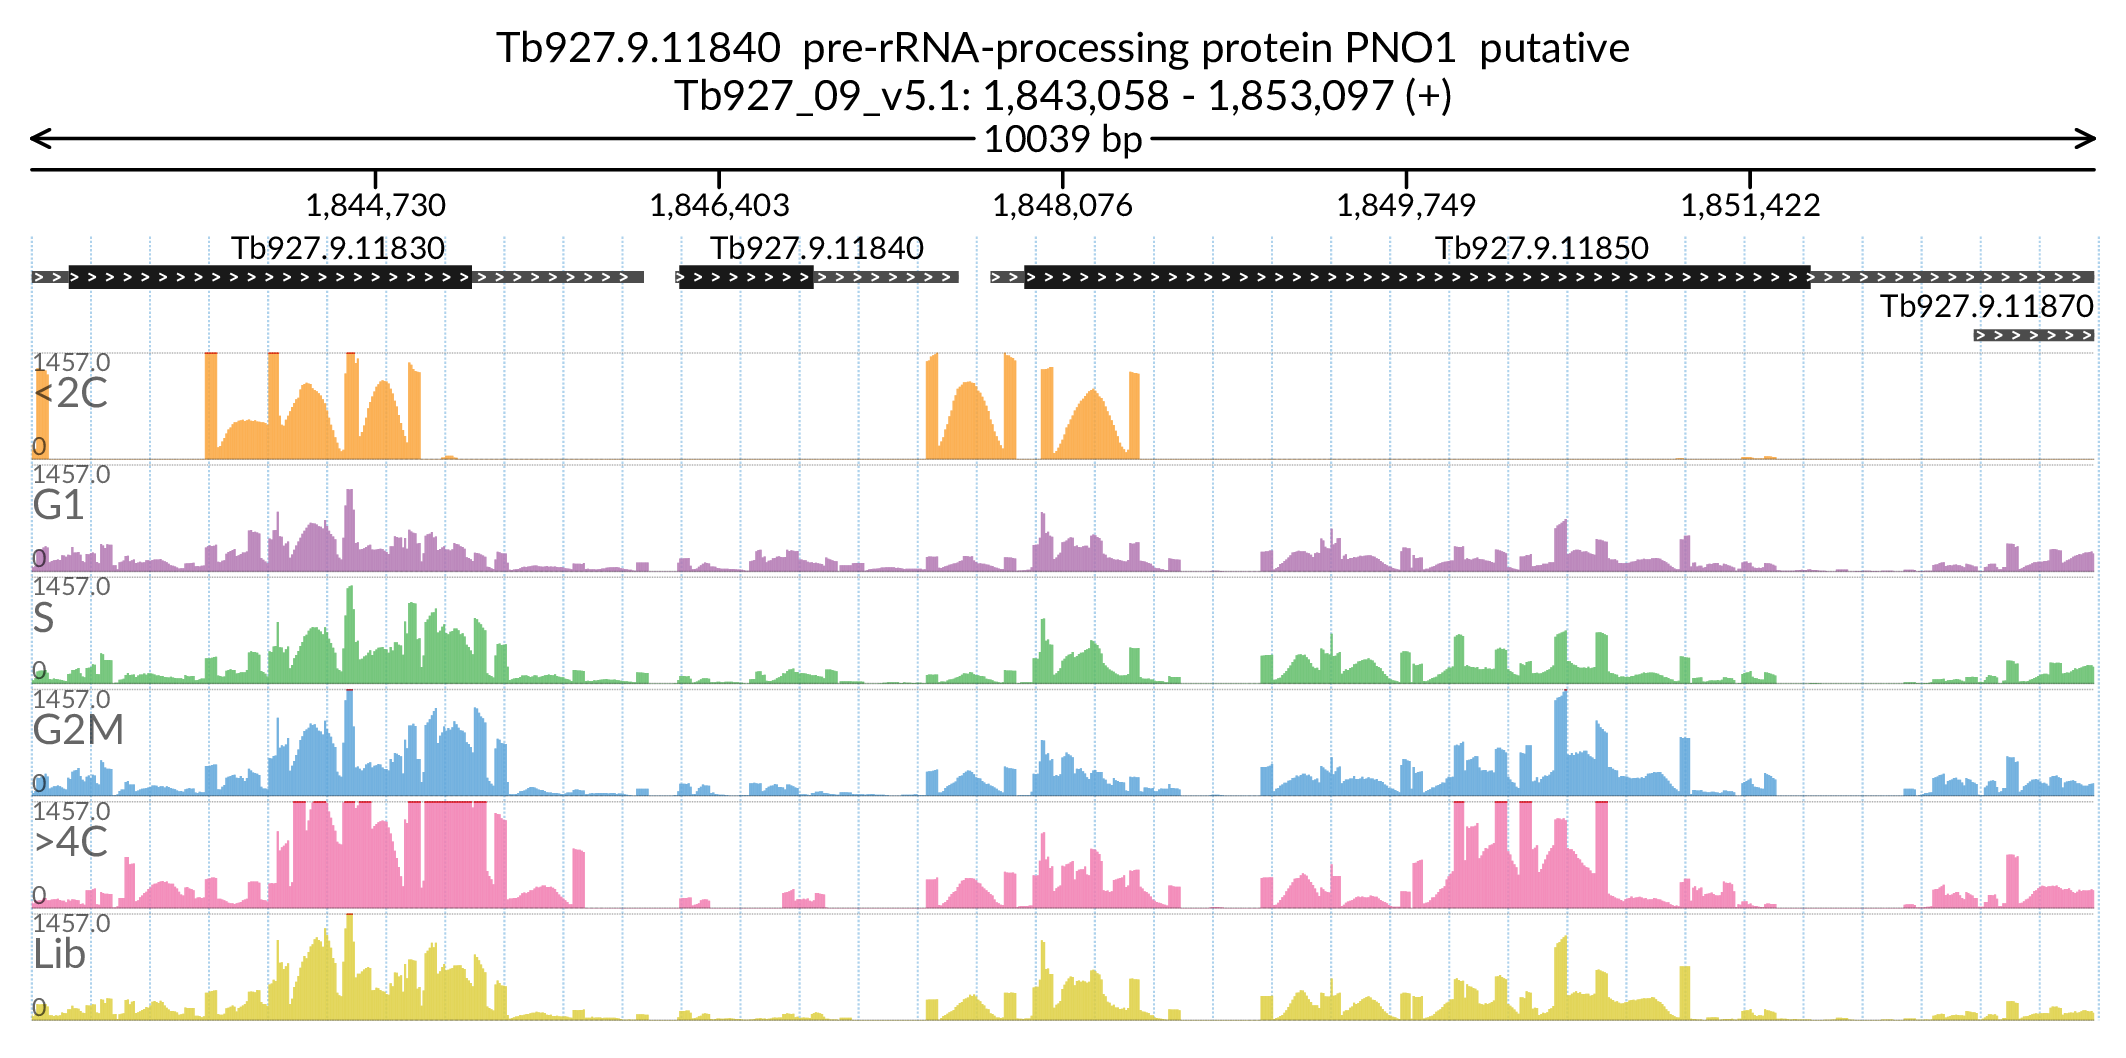 Tb927.9.11840  pre-rRNA-processing protein PNO1  putative
Tb927_09_v5.1: 1,843,058 - 1,853,097 (+)
10039 bp
1,844,730 1,846,403 1,848,076 1,849,749 1,851,422
Tb927.9.11830 Tb927.9.11840 Tb927.9.11850
Tb927.9.11870
1457.0
<2C
0
1457.0
G1
0
1457.0
S
0
1457.0
G2M
0
1457.0
>4C
0
1457.0
Lib
0